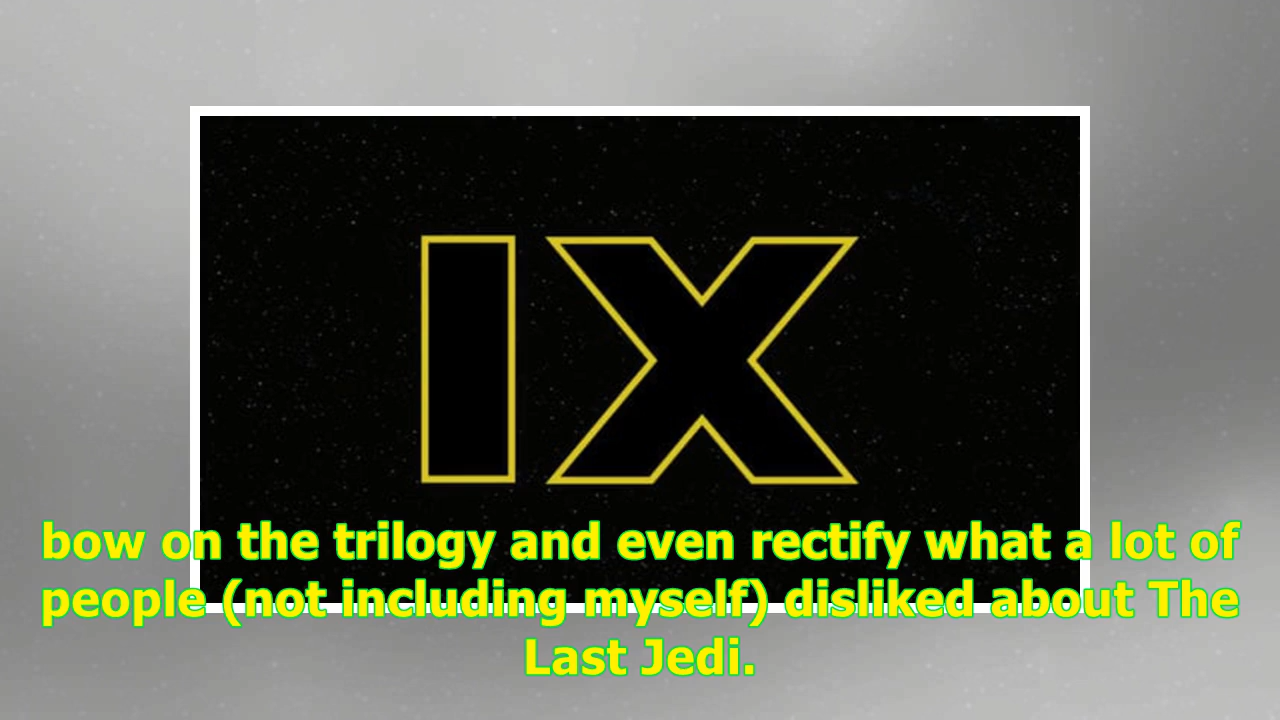 IX
bow on the trilogy and even rectify what a lot of
people (not including myself) disliked about The
Last Jedi.